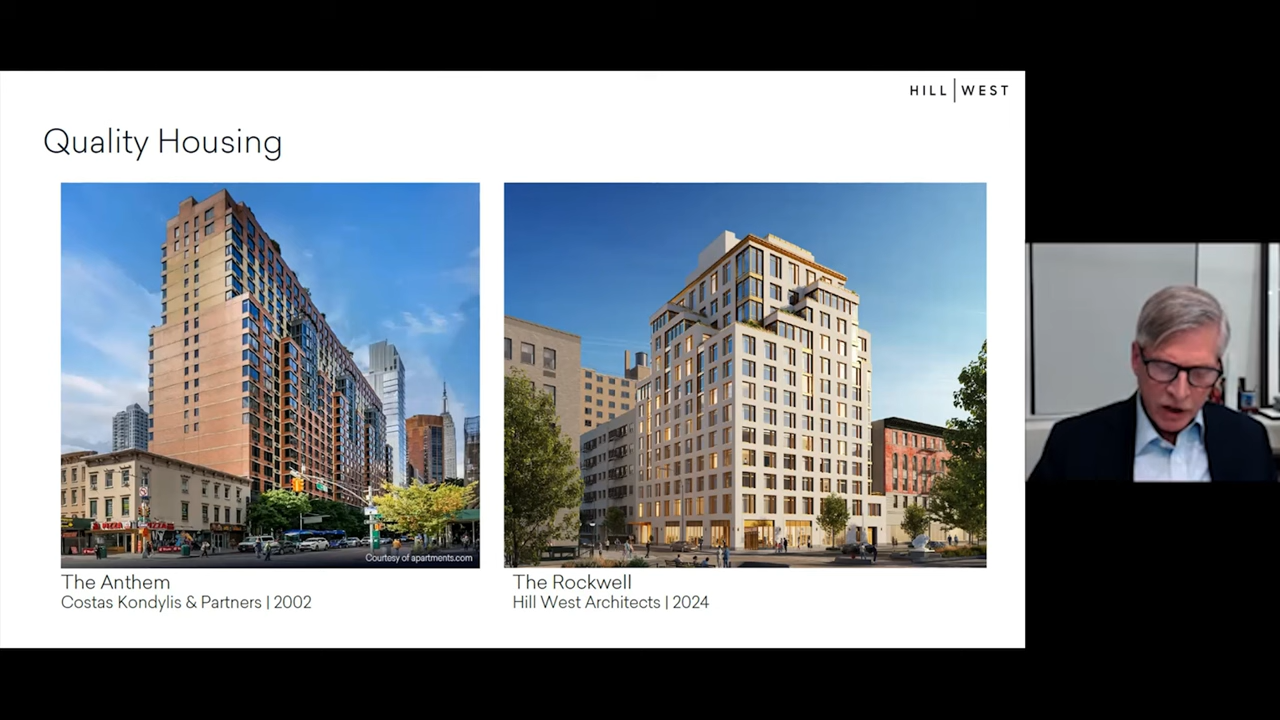 HILL | WEST
Quality Housing
PIZZA
Courtesy of apartments.com
The Anthem
Costas Kondylis & Partners | 2002
The Rockwell
Hill West Architects | 2024